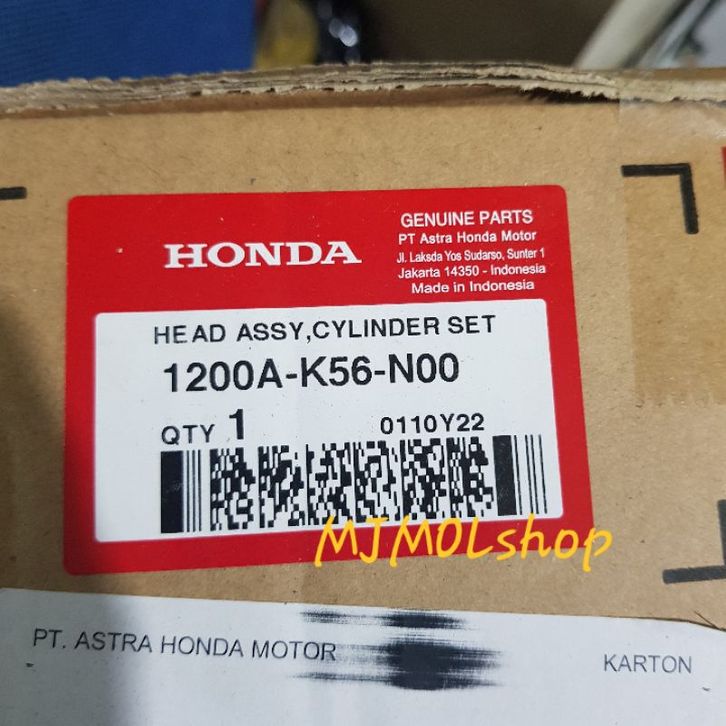 HONDA
GENUINE PARTS
PT Astra Honda Motor
Jl. Laksda Yos Sudarso, Sunter 1
Jakarta 14350 - Indonesia
Made in Indonesia
HEAD ASSY,CYLINDER SET
1200A-K56-N00
QTY 1 0110Y22
MJMOLshop
PT. ASTRA HONDA MOTOR KARTON